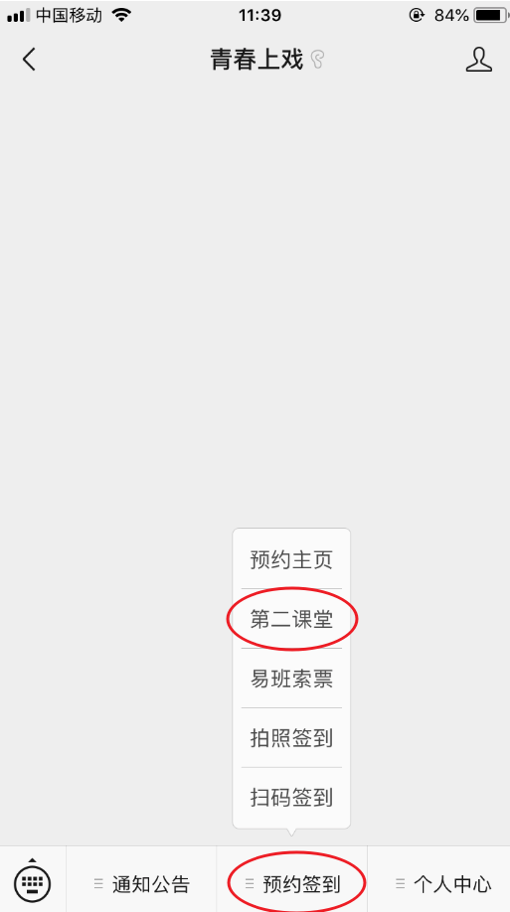 中国移动 11:39 84%
青春上戏
预约主页
第二课堂
易班索票
拍照签到
扫码签到
通知公告 预约签到 个人中心